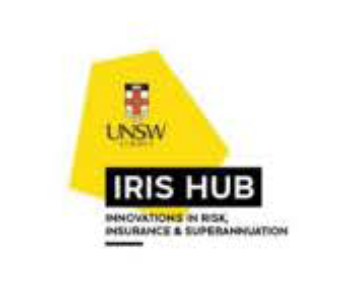 UNSW
SYDNEY
IRIS HUB
INNOVATIONS IN RISK,
INSURANCE & SUPERANNUATION